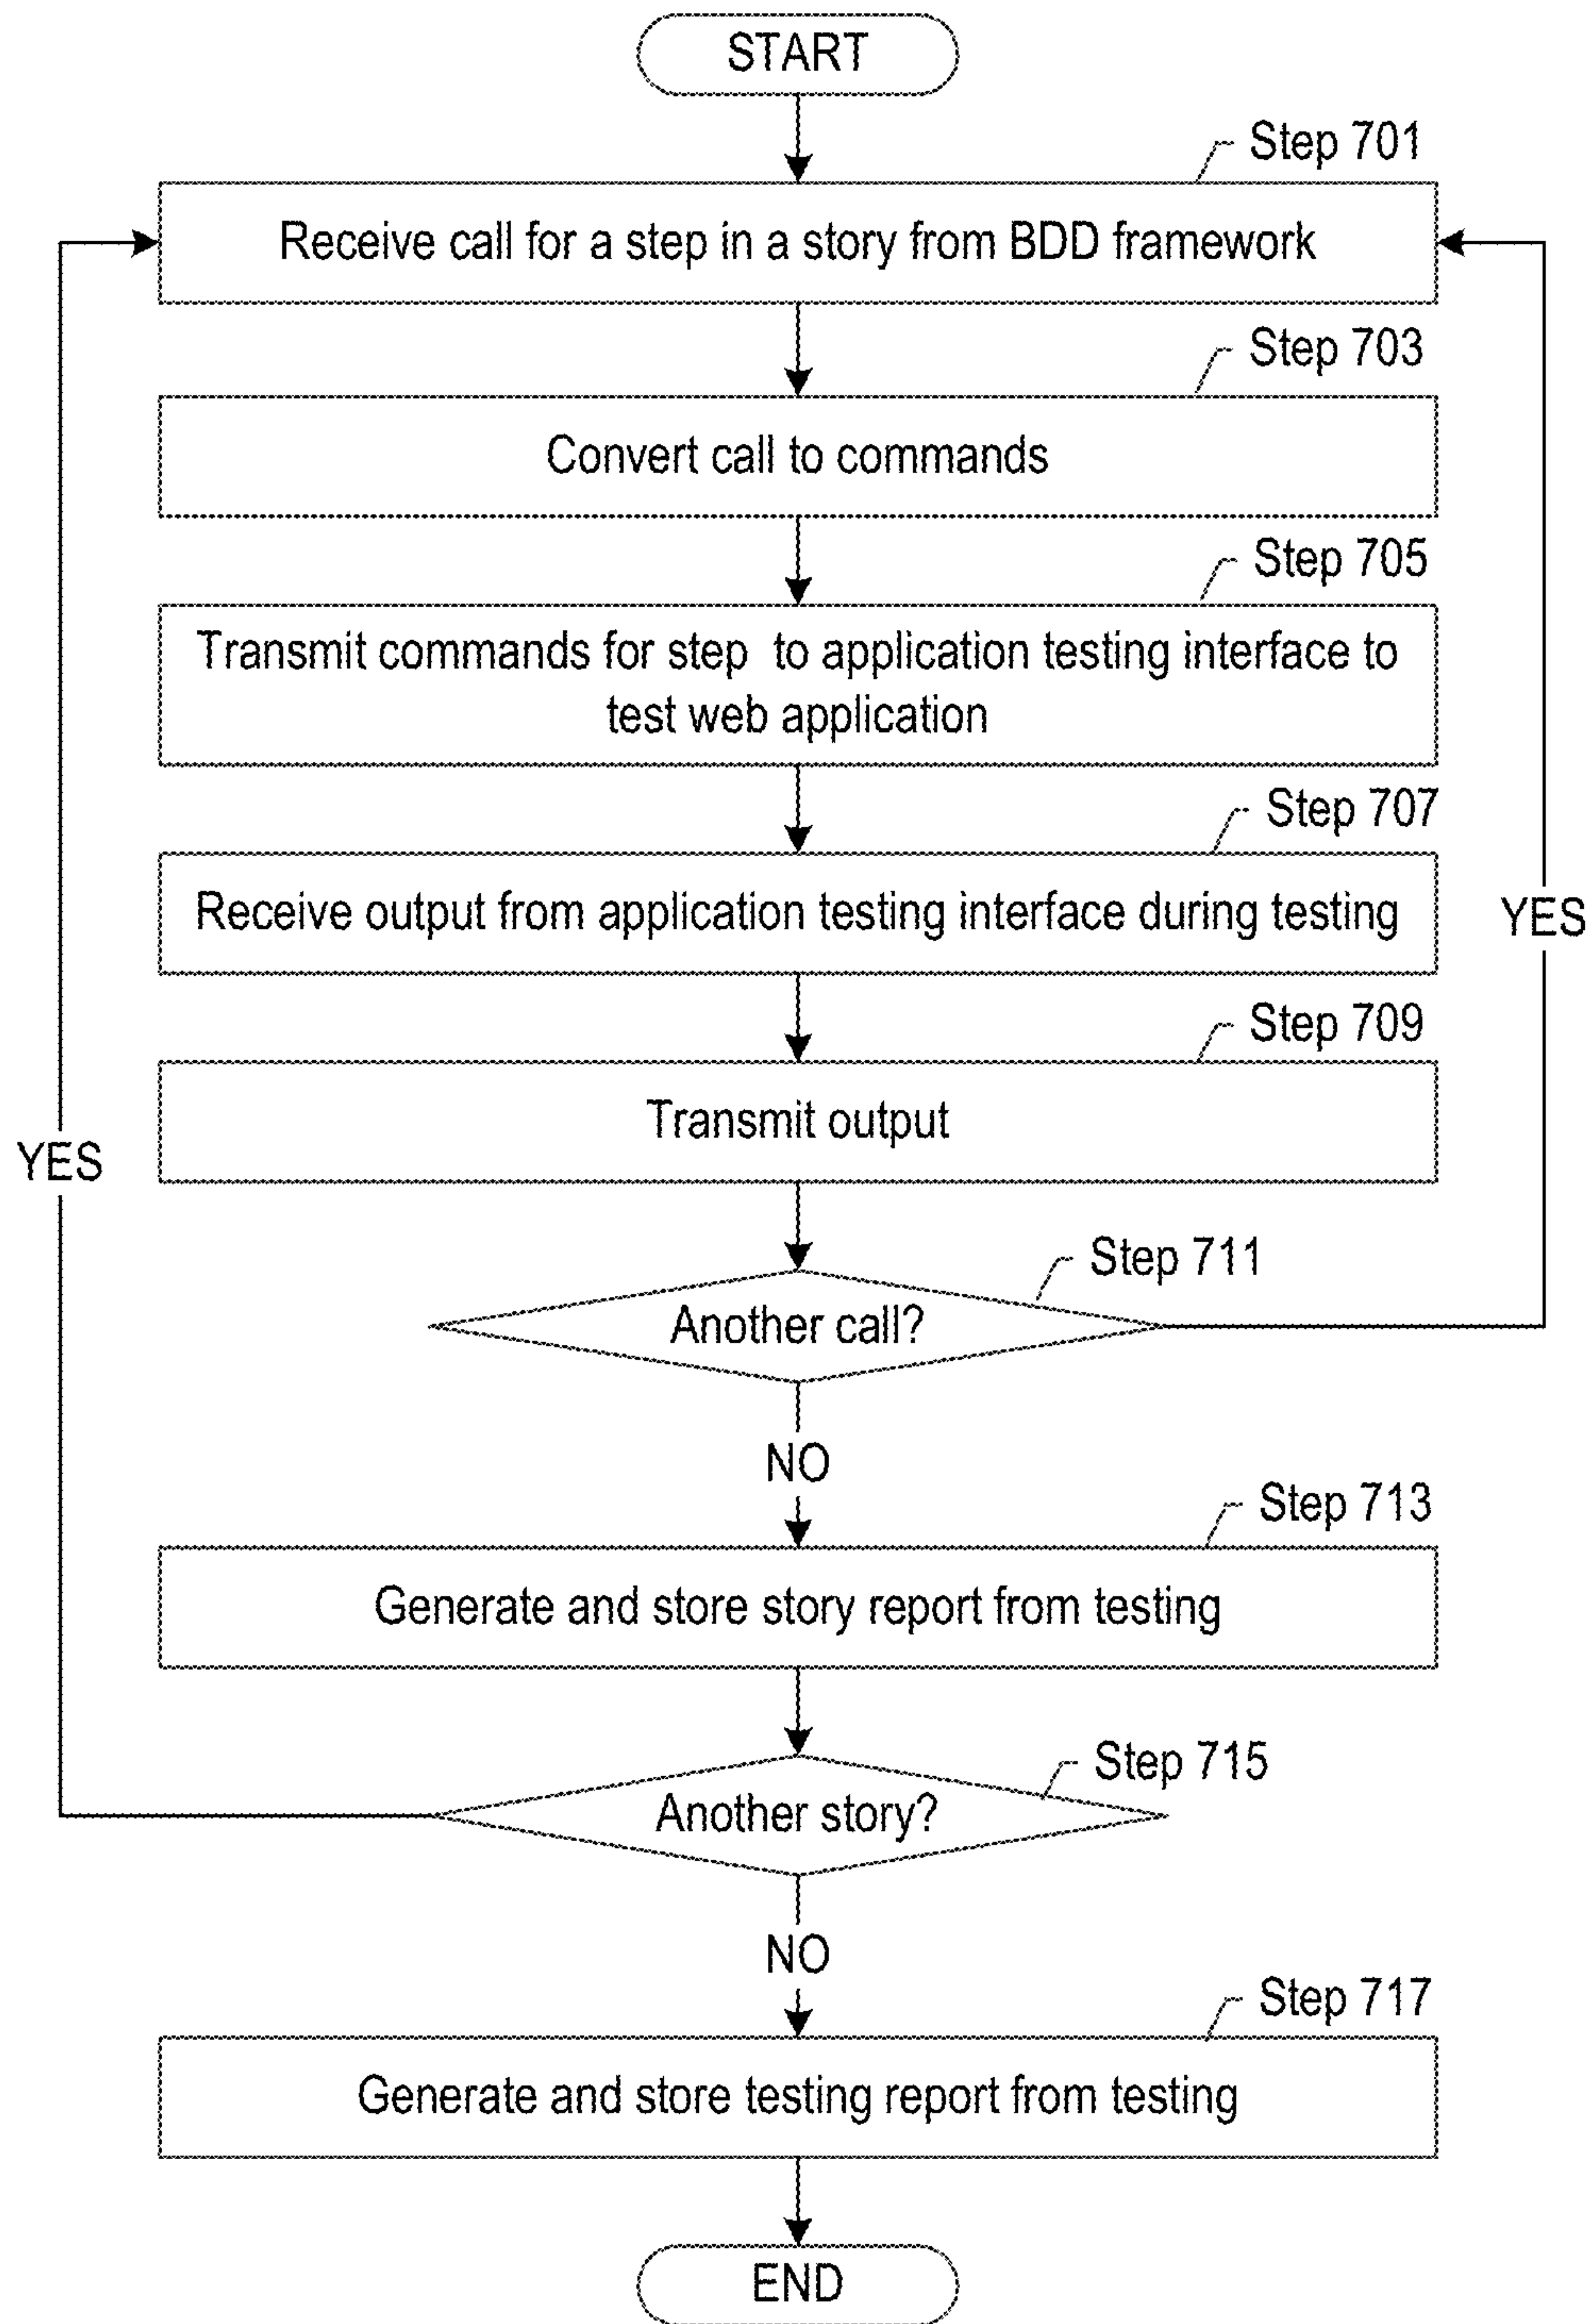 START
Step 701
Receive call for a step in a story from BDD framework
Step 703
Convert call to commands
Step 705
Transmit commands for step to application testing interface to
test web application
Step 707
Receive output from application testing interface during testing
YES
Step 709
Transmit output
YES
Step 711
Another call?
NO
Step 713
Generate and store story report from testing
Step 715
Another story?
NO
Step 717
Generate and store testing report from testing
END